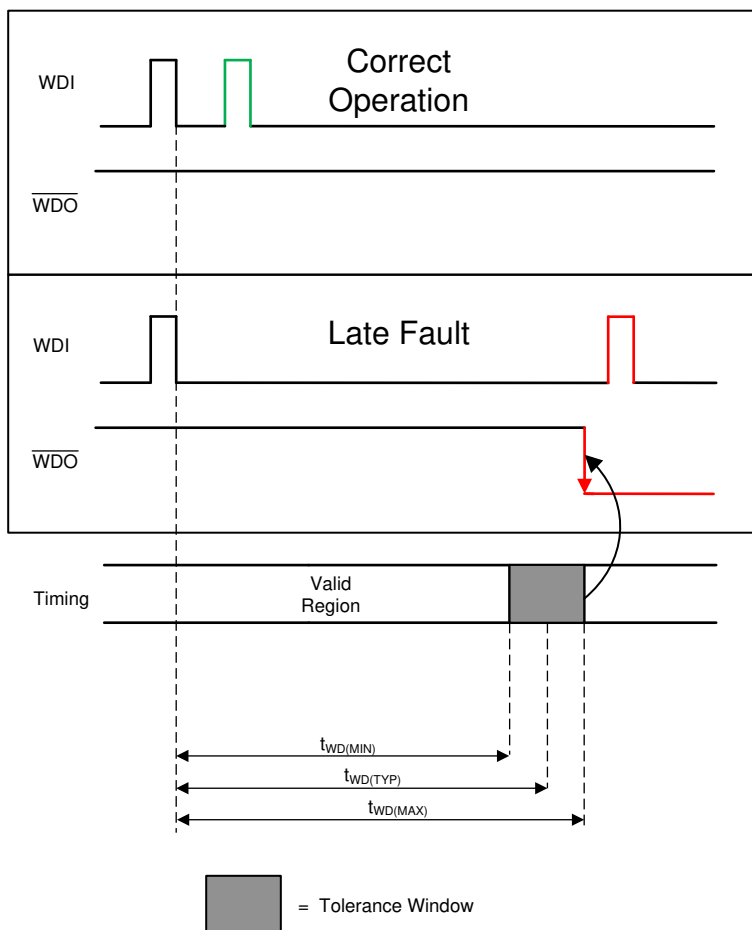 WDI
Correct
Operation
WDO
WDI
Late Fault
WDO
Timing
Valid
Region
tWD(MIN)
tWD(TYP)
tWD(MAX)
= Tolerance Window